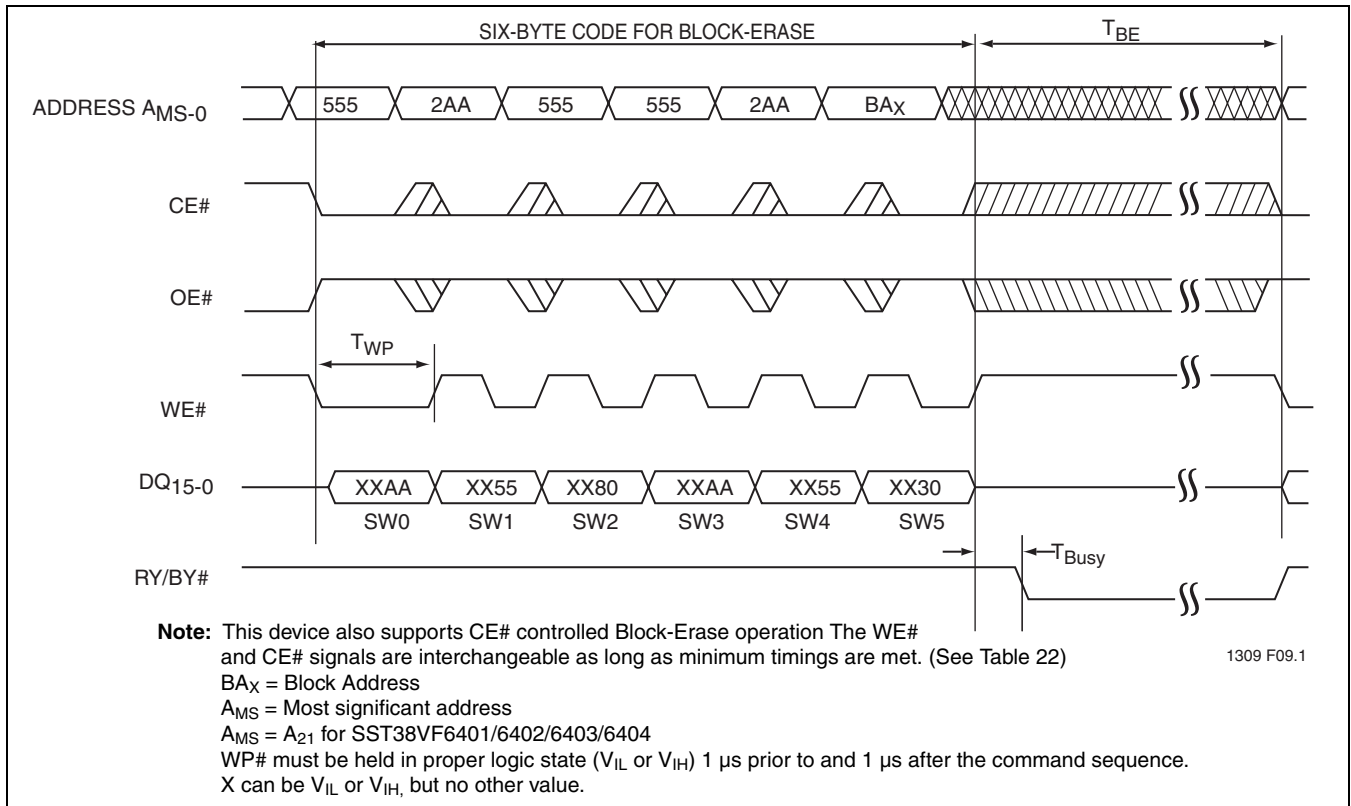 SIX-BYTE CODE FOR BLOCK-ERASE
TBE
ADDRESS AMS-0
555 2AA 555 555 2AA BAX
CE#
OE#
TWP
WE#
DQ15-0
XXAA XX55 XX80 XXAA XX55 XX30
SW0 SW1 SW2 SW3 SW4 SW5
TBusy
RY/BY#
Note: This device also supports CE# controlled Block-Erase operation The WE#
and CE# signals are interchangeable as long as minimum timings are met. (See Table 22)
1309 F09.1
BAX = Block Address
AMS = Most significant address
AMS = A21 for SST38VF6401/6402/6403/6404
WP# must be held in proper logic state (VIL or VIH) 1 µs prior to and 1 µs after the command sequence.
X can be VIL or VIH, but no other value.